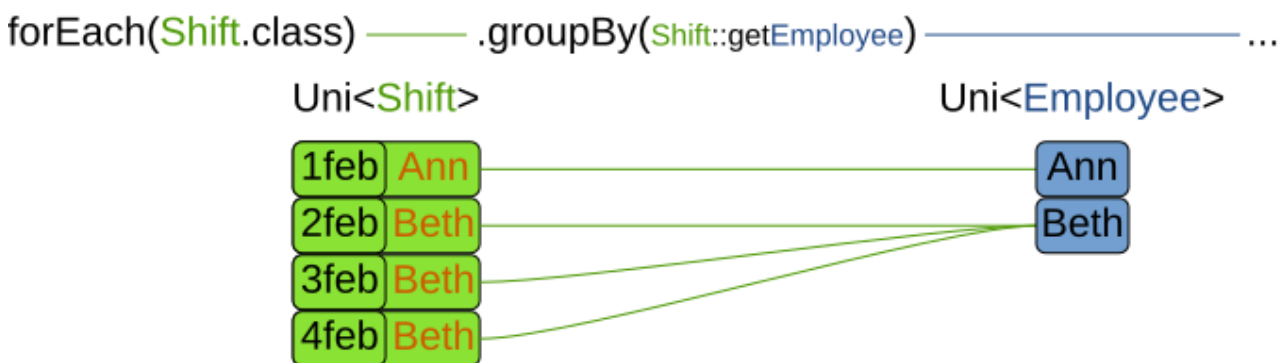 forEach(Shift.class) .groupBy(Shift::getEmployee) ...
Uni<Shift> Uni<Employee>
1feb Ann Ann
2feb Beth Beth
3feb Beth
4feb Beth